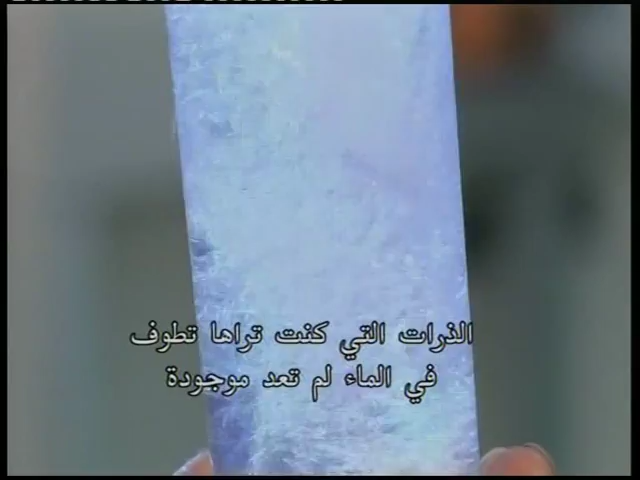 الذرات التي كنت تراها تطوف
في الماء لم تعد موجودة